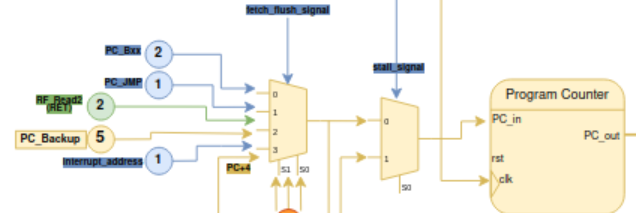 fetch_flush_signal
PC_Bxx
2
stall_signal
PC_JMP
1
Program Counter
RF_Read2
(RET)
2
0
1
2
3
0
PC_in
PC_Backup
5
PC_out
Interrupt_address
1
PC+4
S1
S0
1
rst
clk
S0